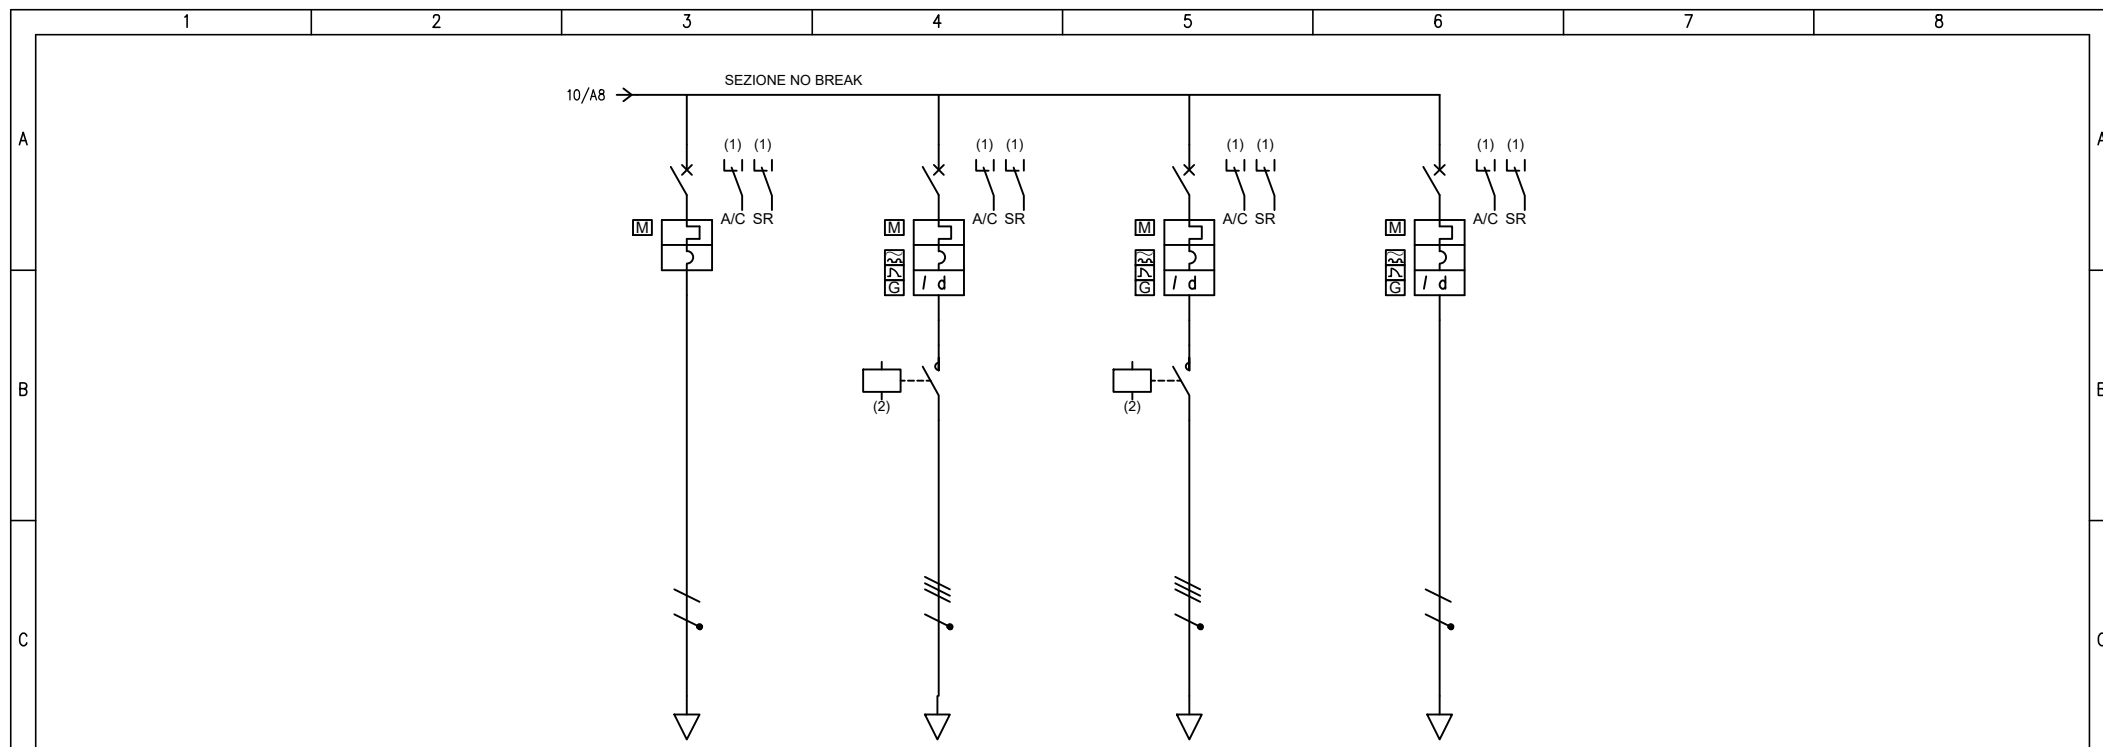 1 2 3 4 5 6 7 8
SEZIONE NO BREAK
10/A8
A A
(1) (1) (1) (1) (1) (1) (1) (1)
A/C SR A/C SR A/C SR A/C SR
M M M M
I d I d I d
G G G
B B
(2) (2)
C C